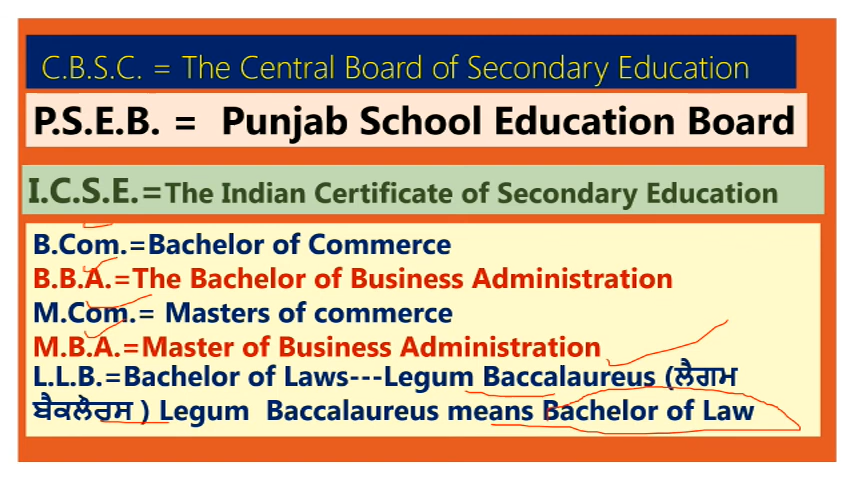 C.B.S.C. = The Central Board of Secondary Education
P.S.E.B. = Punjab School Education Board
I.C.S.E.=The Indian Certificate of Secondary Education
B.Com.=Bachelor of Commerce
B.B.A.=The Bachelor of Business Administration
M.Com.= Masters of commerce
M.B.A.=Master of Business Administration
L.L.B.=Bachelor of Laws---Legum Baccalaureus (ਲੈਗਮ
ਬੈਕਲੋਰਸ ) Legum Baccalaureus means Bachelor of Law